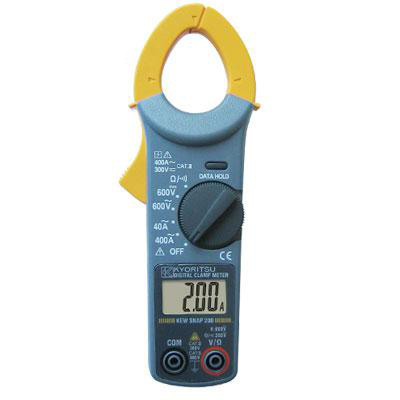 400A~
300V~ CAT.Ⅲ
DATA HOLD
Ω/
600V
600V~
40A~
400A~
OFF
CE
KYORITSU
DIGITAL CLAMP METER
2.00A
KEW SNAP 200
COM
V/Ω